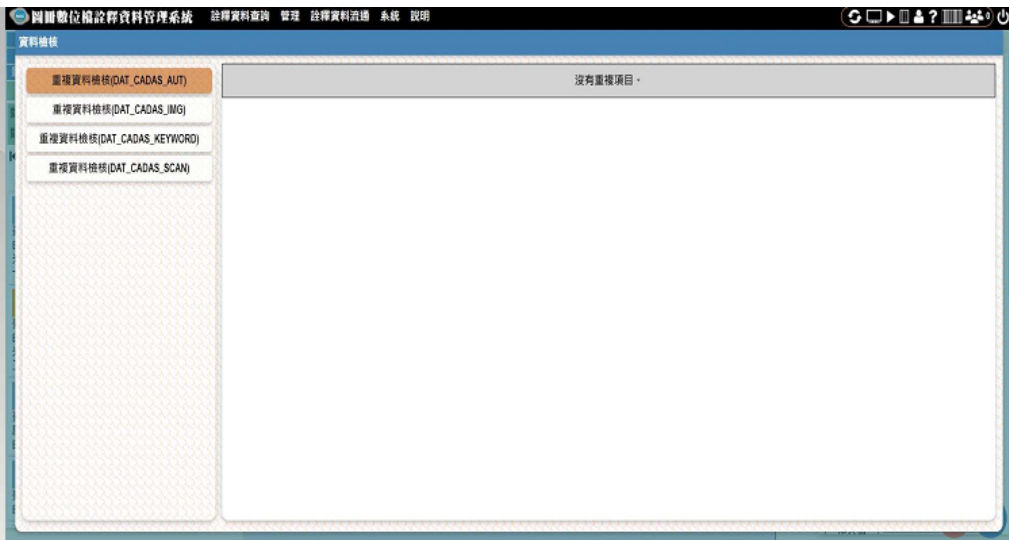 圖冊數位檔詮釋資料管理系統 詮釋資料查詢 管理 詮釋資料流通 系統 說明
資料檢核
重複資料檢核(DAT_CADAS_AUT)
沒有重複項目。
重複資料檢核(DAT_CADAS_IMG)
重複資料檢核(DAT_CADAS_KEYWORD)
重複資料檢核(DAT_CADAS_SCAN)